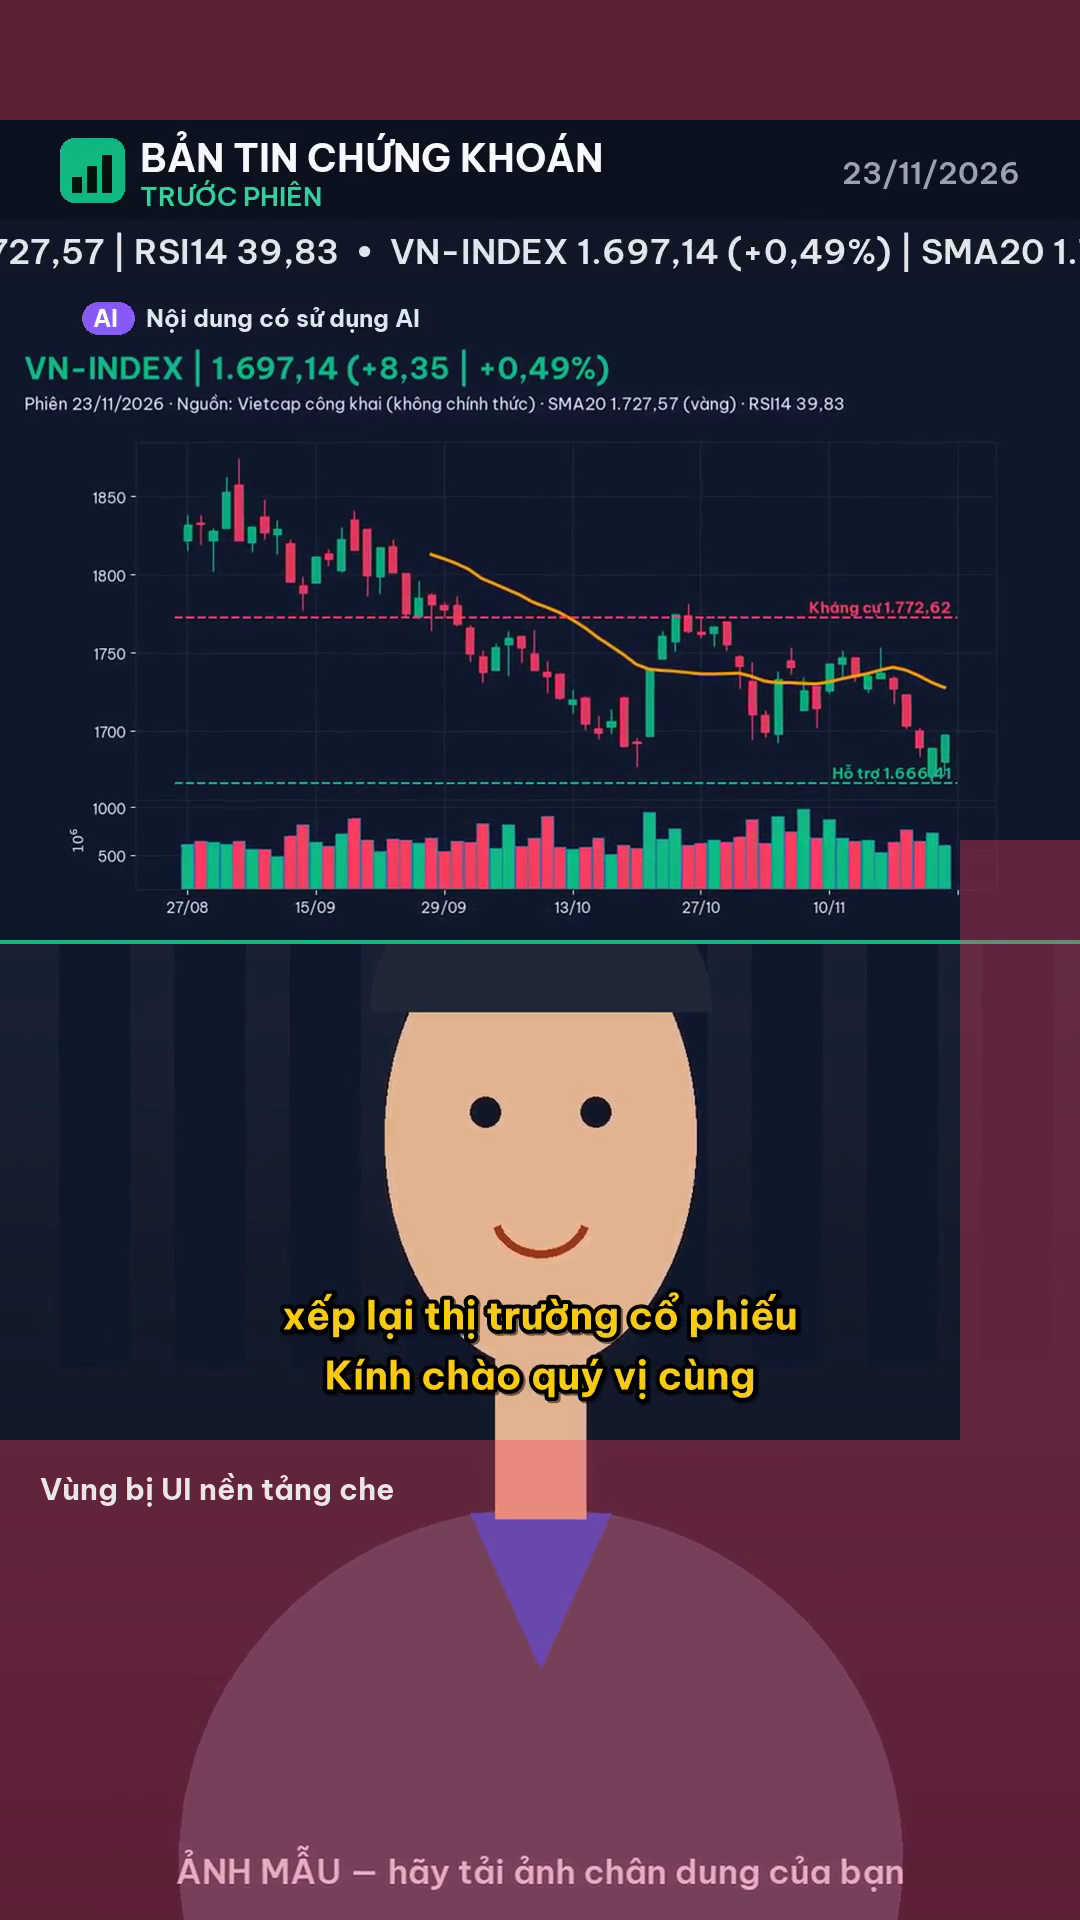 BẢN TIN CHỨNG KHOÁN
TRƯỚC PHIÊN
23/11/2026
727,57 | RSI14 39,83 • VN-INDEX 1.697,14 (+0,49%) | SMA20 1.
AI Nội dung có sử dụng AI
VN-INDEX | 1.697,14 (+8,35 | +0,49%)
Phiên 23/11/2026 · Nguồn: Vietcap công khai (không chính thức) · SMA20 1.727,57 (vàng) · RSI14 39,83
1850
1800
Kháng cự 1.772,62
1750
1700
Hỗ trợ 1.666,41
1000
10⁶
500
27/08 15/09 29/09 13/10 27/10 10/11
xếp lại thị trường cổ phiếu
Kính chào quý vị cùng
Vùng bị UI nền tảng che
ẢNH MẪU — hãy tải ảnh chân dung của bạn